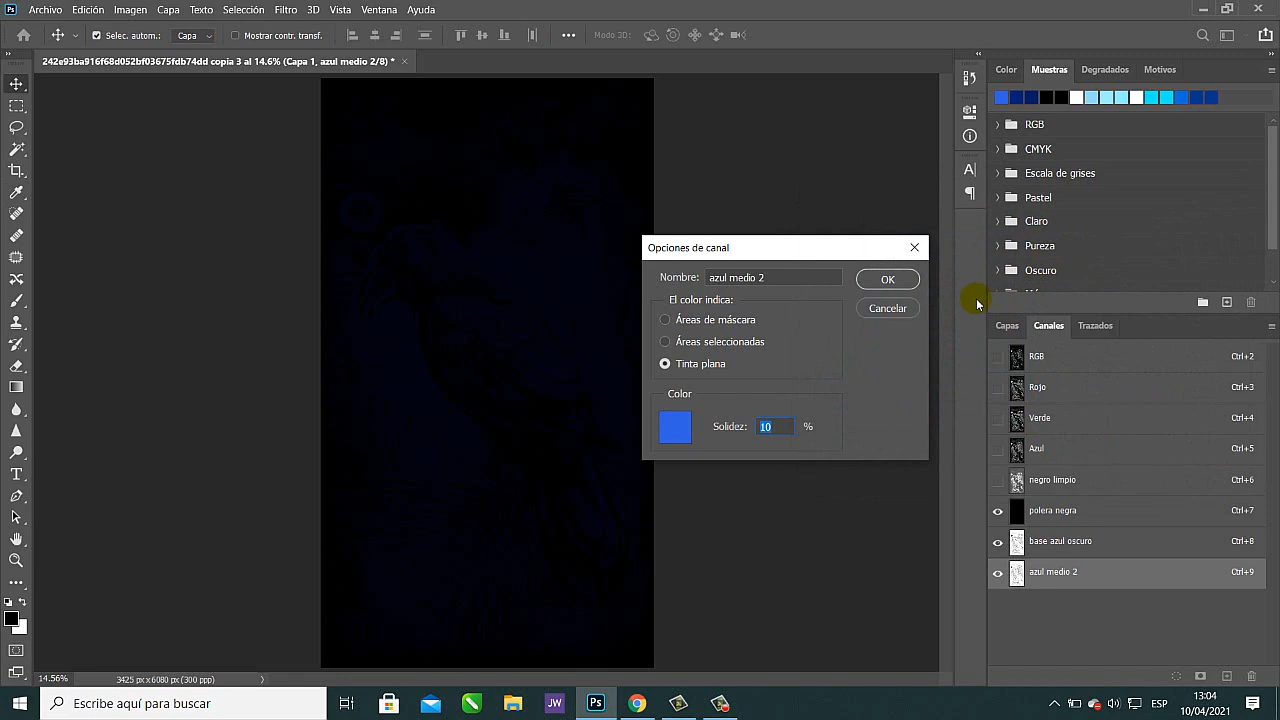 Ps Archivo Edición Imagen Capa Texto Selección Filtro 3D Vista Ventana Ayuda
Selec. autom.: Capa Mostrar contr. transf. Modo 3D:
242e93ba916f68d052bf03675fdb74dd copia 3 al 14.6% (Capa 1, azul medio 2/8) *
Color Muestras Degradados Motivos
RGB
CMYK
Escala de grises
Pastel
Claro
Pureza
Oscuro
Opciones de canal
Nombre: azul medio 2
OK
Cancelar
El color indica:
Áreas de máscara
Áreas seleccionadas
Tinta plana
Color
Solidez: 10 %
Capas Canales Trazados
RGB Ctrl+2
Rojo Ctrl+3
Verde Ctrl+4
Azul Ctrl+5
negro limpio Ctrl+6
polera negra Ctrl+7
base azul oscuro Ctrl+8
azul medio 2 Ctrl+9
14.56% 3425 px x 6080 px (300 ppp)
Escribe aquí para buscar
JW
Ps
ESP
13:04
10/04/2021